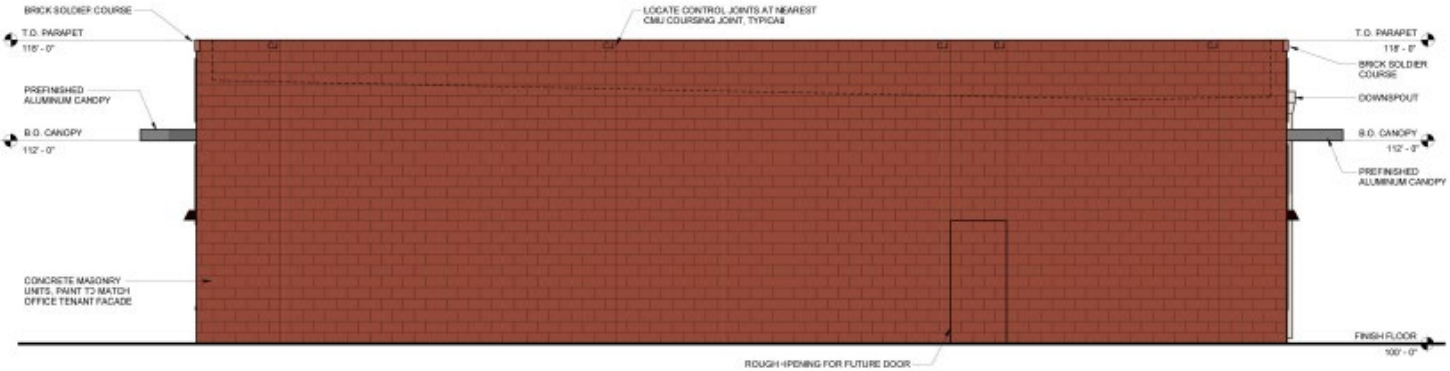 BRICK SOLDIER COURSE
T.O. PARAPET
118' - 0"
PREFINISHED
ALUMINUM CANOPY
B.O. CANOPY
112' - 0"
CONCRETE MASONRY
UNITS, PAINT TO MATCH
OFFICE TENANT FACADE
LOCATE CONTROL JOINTS AT NEAREST
CMU COURSING JOINT, TYPICAL
ROUGH OPENING FOR FUTURE DOOR
T.O. PARAPET
118' - 0"
BRICK SOLDIER
COURSE
DOWNSPOUT
B.O. CANOPY
112' - 0"
PREFINISHED
ALUMINUM CANOPY
FINISH FLOOR
100' - 0"